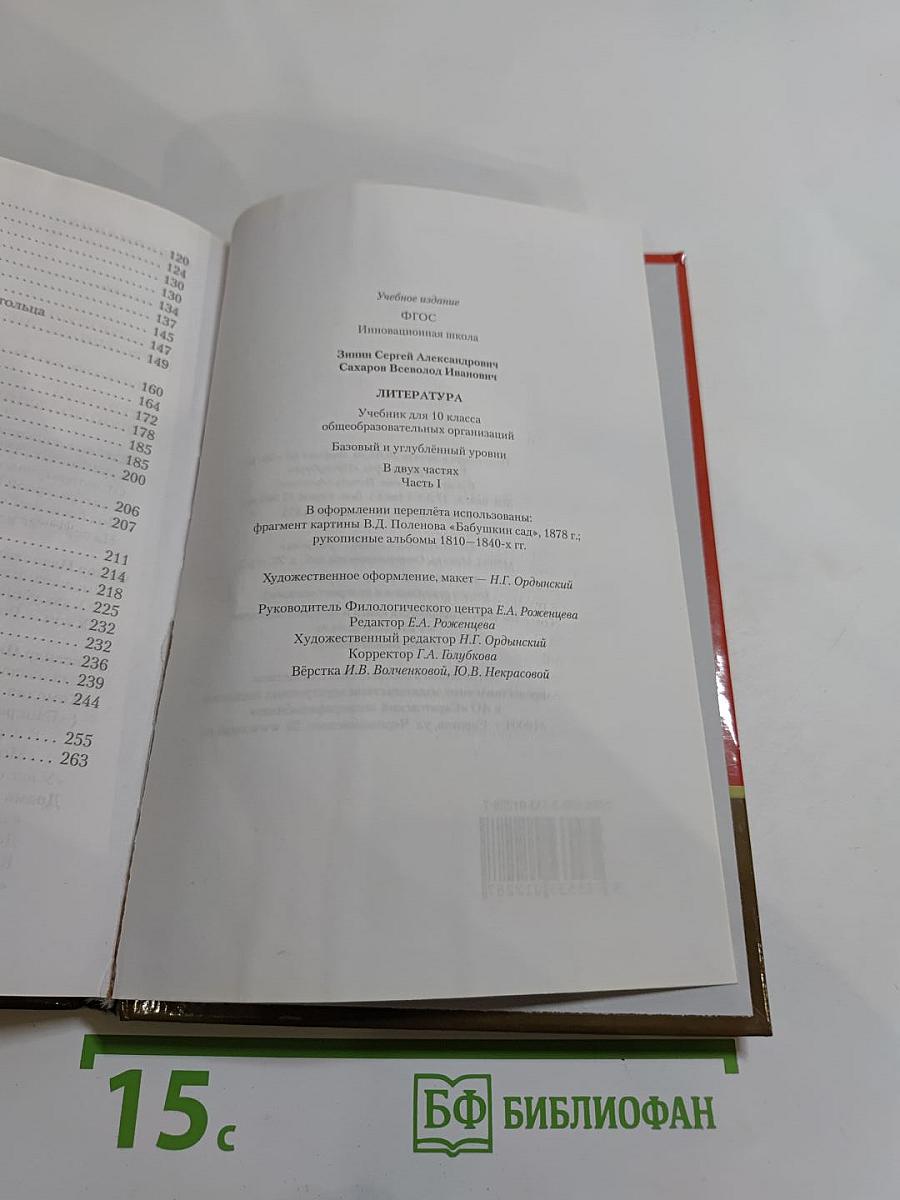 120
124
130
130
134
137
гольца
145
147
149
160
164
172
178
185
185
200
206
207
211
214
218
225
232
232
236
239
244
255
263
Учебное издание
ФГОС
Инновационная школа
Зинин Сергей Александрович
Сахаров Всеволод Иванович
ЛИТЕРАТУРА
Учебник для 10 класса
общеобразовательных организаций
Базовый и углублённый уровни
В двух частях
Часть I
В оформлении переплёта использованы:
фрагмент картины В.Д. Поленова «Бабушкин сад», 1878 г.;
рукописные альбомы 1810—1840-х гг.
Художественное оформление, макет — Н.Г. Ордынский
Руководитель Филологического центра Е.А. Роженцева
Редактор Е.А. Роженцева
Художественный редактор Н.Г. Ордынский
Корректор Г.А. Голубкова
Вёрстка И.В. Волченковой, Ю.В. Некрасовой
15 с
БФ БИБЛИОФАН